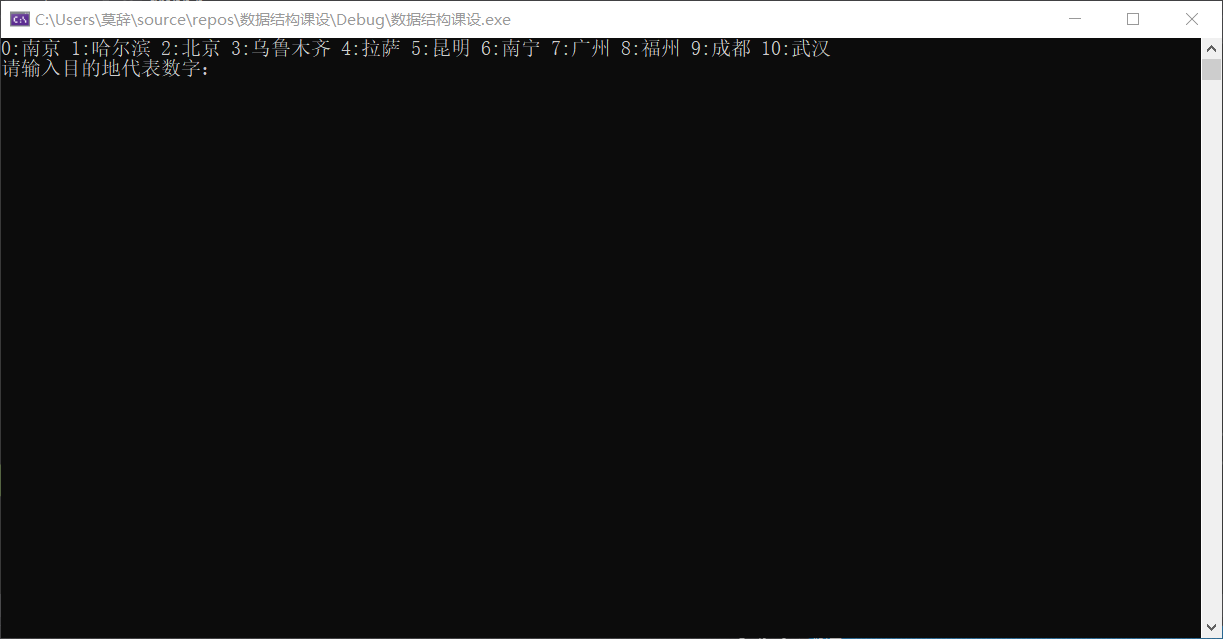 C:\Users\莫辞\source\repos\数据结构课设\Debug\数据结构课设.exe
0:南京 1:哈尔滨 2:北京 3:乌鲁木齐 4:拉萨 5:昆明 6:南宁 7:广州 8:福州 9:成都 10:武汉
请输入目的地代表数字：